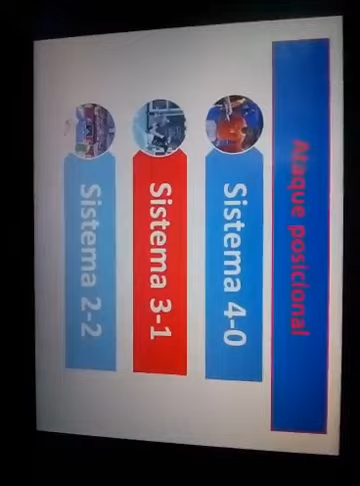 Ataque posicional
Sistema 4-0
Sistema 3-1
Sistema 2-2